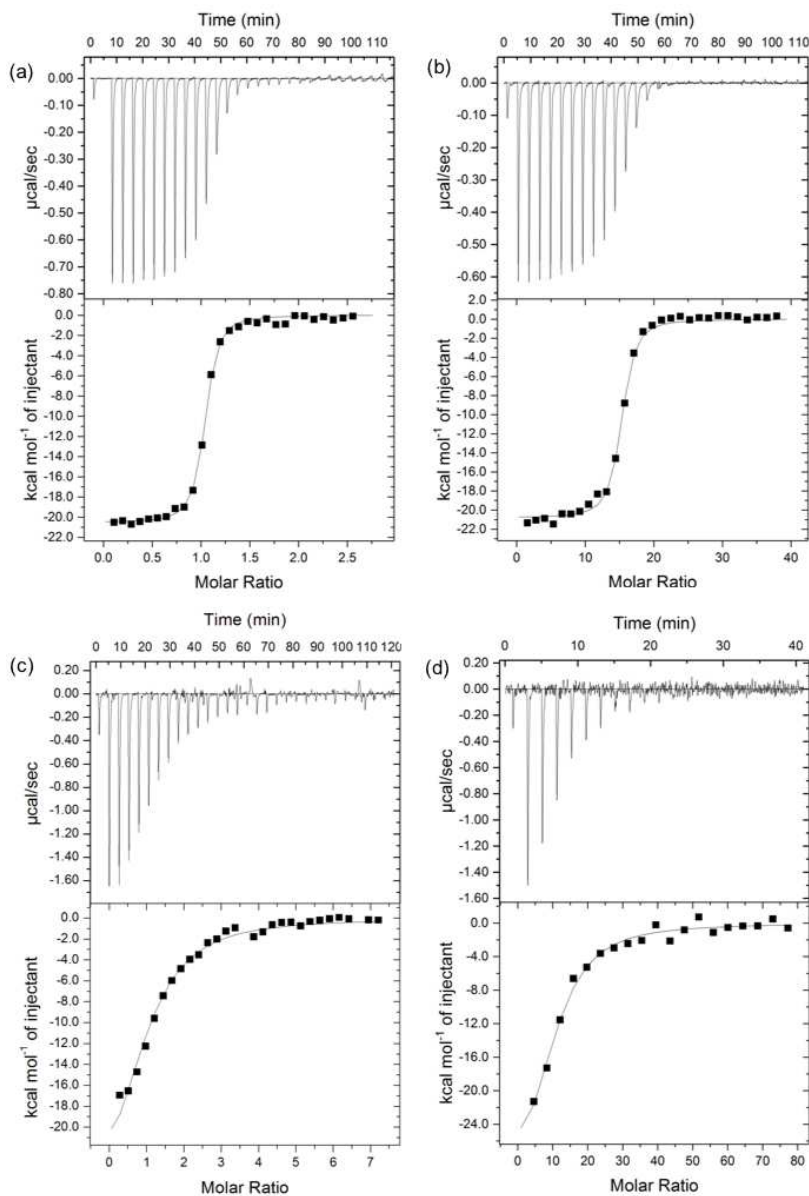 Time (min)
0 10 20 30 40 50 60 70 80 90 100 110
(a)
0.00
-0.10
-0.20
-0.30
-0.40
-0.50
-0.60
-0.70
-0.80
µcal/sec
0.0
-2.0
-4.0
-6.0
-8.0
-10.0
-12.0
-14.0
-16.0
-18.0
-20.0
-22.0
kcal mol⁻¹ of injectant
0.0 0.5 1.0 1.5 2.0 2.5
Molar Ratio
Time (min)
0 10 20 30 40 50 60 70 80 90 100 110
(b)
0.00
-0.10
-0.20
-0.30
-0.40
-0.50
-0.60
µcal/sec
2.0
0.0
-2.0
-4.0
-6.0
-8.0
-10.0
-12.0
-14.0
-16.0
-18.0
-20.0
-22.0
kcal mol⁻¹ of injectant
0 10 20 30 40
Molar Ratio
Time (min)
0 10 20 30 40 50 60 70 80 90 100 110 120
(c)
0.20
0.00
-0.20
-0.40
-0.60
-0.80
-1.00
-1.20
-1.40
-1.60
µcal/sec
0.0
-2.0
-4.0
-6.0
-8.0
-10.0
-12.0
-14.0
-16.0
-18.0
-20.0
kcal mol⁻¹ of injectant
0 1 2 3 4 5 6 7
Molar Ratio
Time (min)
0 10 20 30 40
(d)
0.20
0.00
-0.20
-0.40
-0.60
-0.80
-1.00
-1.20
-1.40
-1.60
µcal/sec
0.0
-4.0
-8.0
-12.0
-16.0
-20.0
-24.0
kcal mol⁻¹ of injectant
0 10 20 30 40 50 60 70 80
Molar Ratio